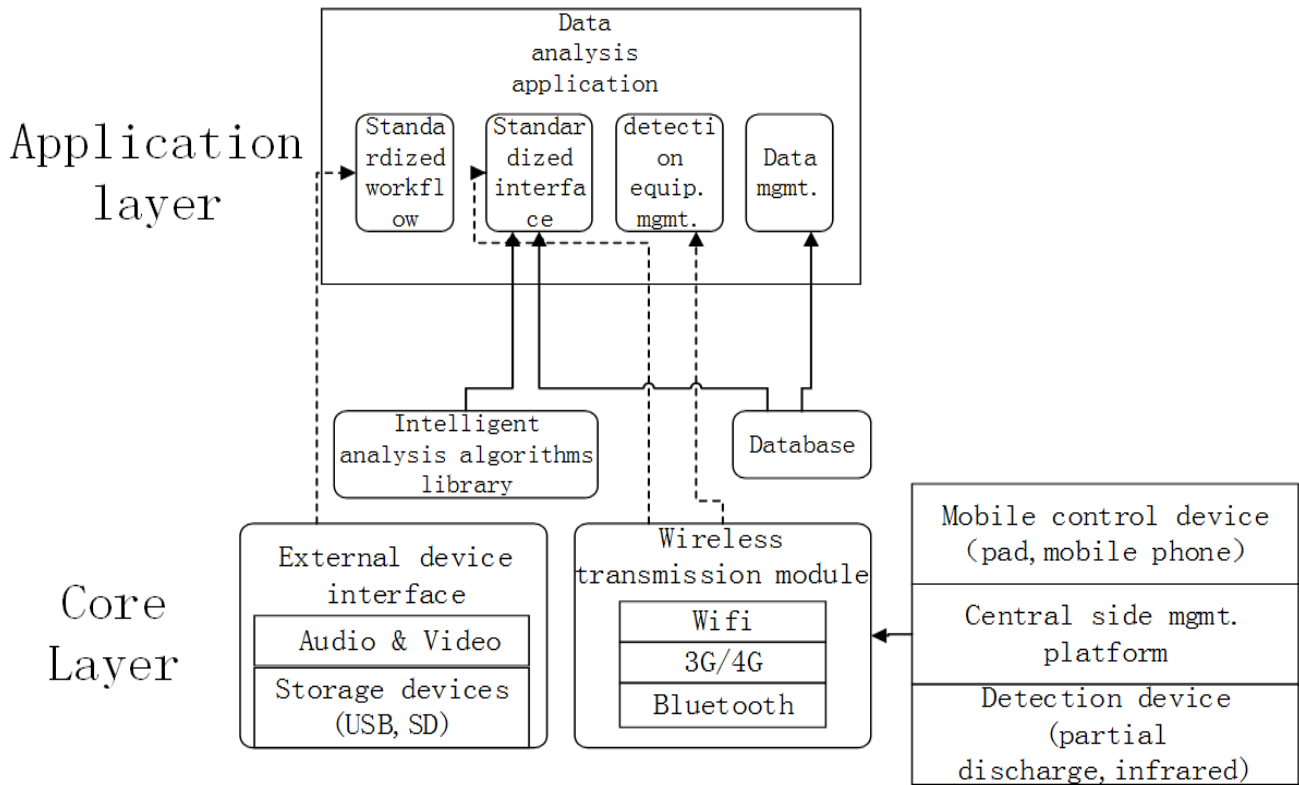 Data
analysis
application
Application
layer
Standa
rdized
workfl
ow
Standar
dized
interfa
ce
detecti
on
equip.
mgmt.
Data
mgmt.
Intelligent
analysis algorithms
library
Database
Core
Layer
External device
interface
Audio & Video
Storage devices
(USB, SD)
Wireless
transmission module
Wifi
3G/4G
Bluetooth
Mobile control device
(pad, mobile phone)
Central side mgmt.
platform
Detection device
(partial
discharge, infrared)